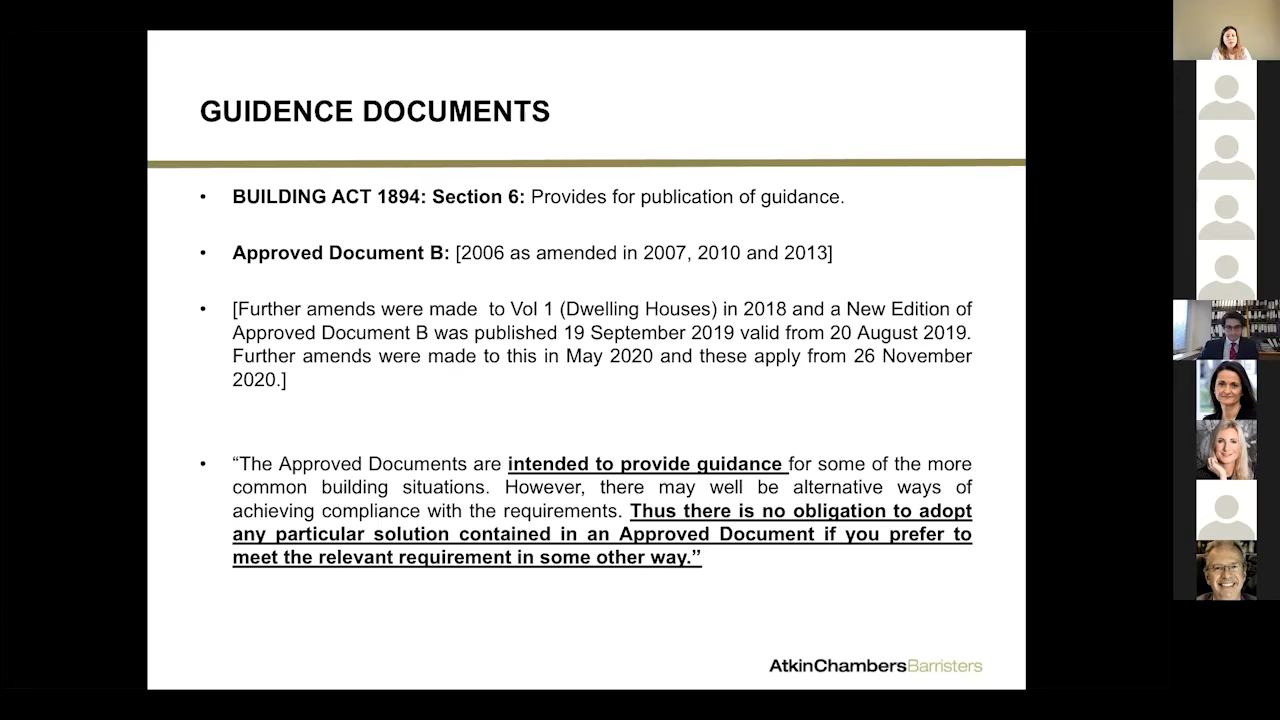 GUIDENCE DOCUMENTS
• BUILDING ACT 1894: Section 6: Provides for publication of guidance.
• Approved Document B: [2006 as amended in 2007, 2010 and 2013]
• [Further amends were made to Vol 1 (Dwelling Houses) in 2018 and a New Edition of
Approved Document B was published 19 September 2019 valid from 20 August 2019.
Further amends were made to this in May 2020 and these apply from 26 November
2020.]
• “The Approved Documents are intended to provide guidance for some of the more
common building situations. However, there may well be alternative ways of
achieving compliance with the requirements. Thus there is no obligation to adopt
any particular solution contained in an Approved Document if you prefer to
meet the relevant requirement in some other way.”
AtkinChambersBarristers